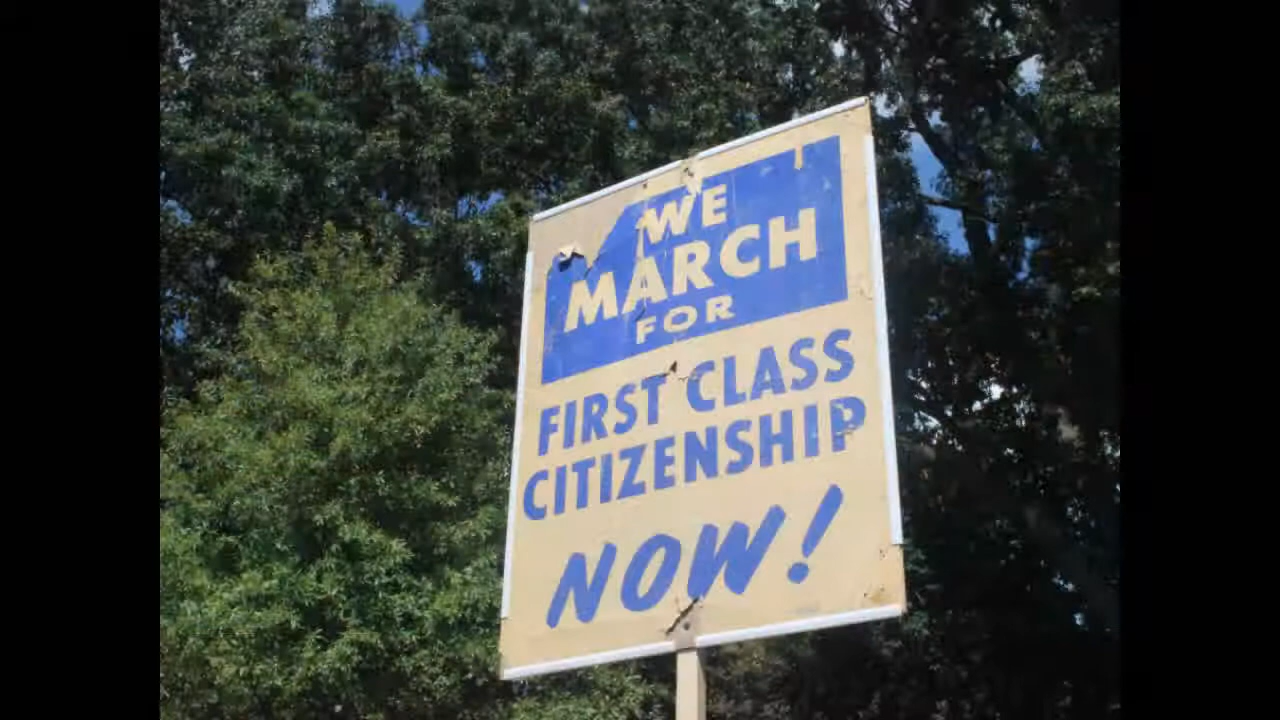 WE
MARCH
FOR
FIRST CLASS
CITIZENSHIP
NOW!